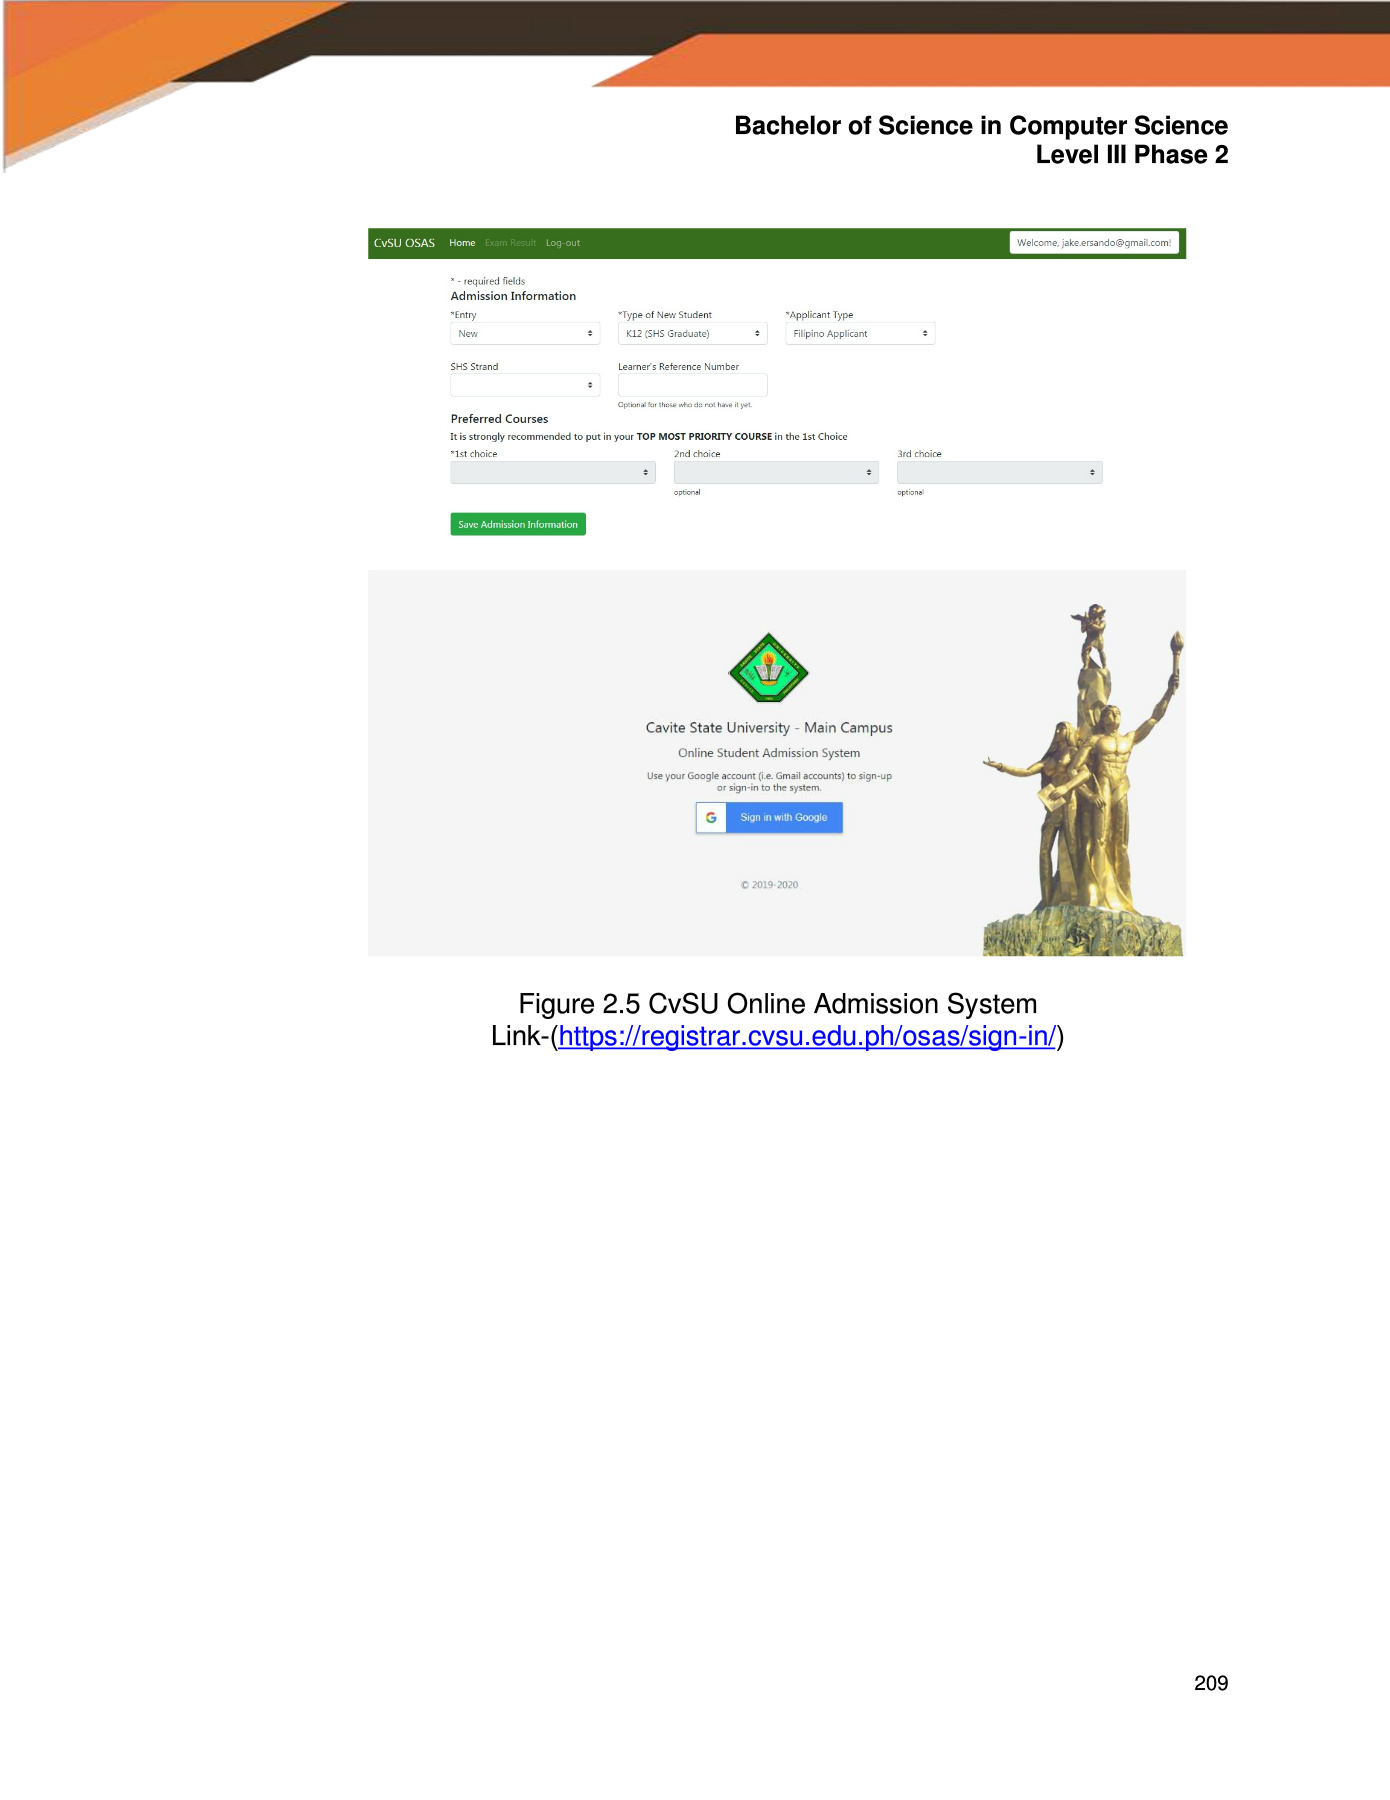 Bachelor of Science in Computer Science
Level III Phase 2
CvSU OSAS Home Exam Result Log-out Welcome, jake.ersando@gmail.com!
* - required fields
Admission Information
*Entry *Type of New Student *Applicant Type
New K12 (SHS Graduate) Filipino Applicant
SHS Strand Learner's Reference Number
Optional for those who do not have it yet.
Preferred Courses
It is strongly recommended to put in your TOP MOST PRIORITY COURSE in the 1st Choice
*1st choice 2nd choice 3rd choice
optional optional
Save Admission Information
Cavite State University - Main Campus
Online Student Admission System
Use your Google account (i.e. Gmail accounts) to sign-up
or sign-in to the system.
G Sign in with Google
© 2019-2020
Figure 2.5 CvSU Online Admission System
Link-(https://registrar.cvsu.edu.ph/osas/sign-in/)
209